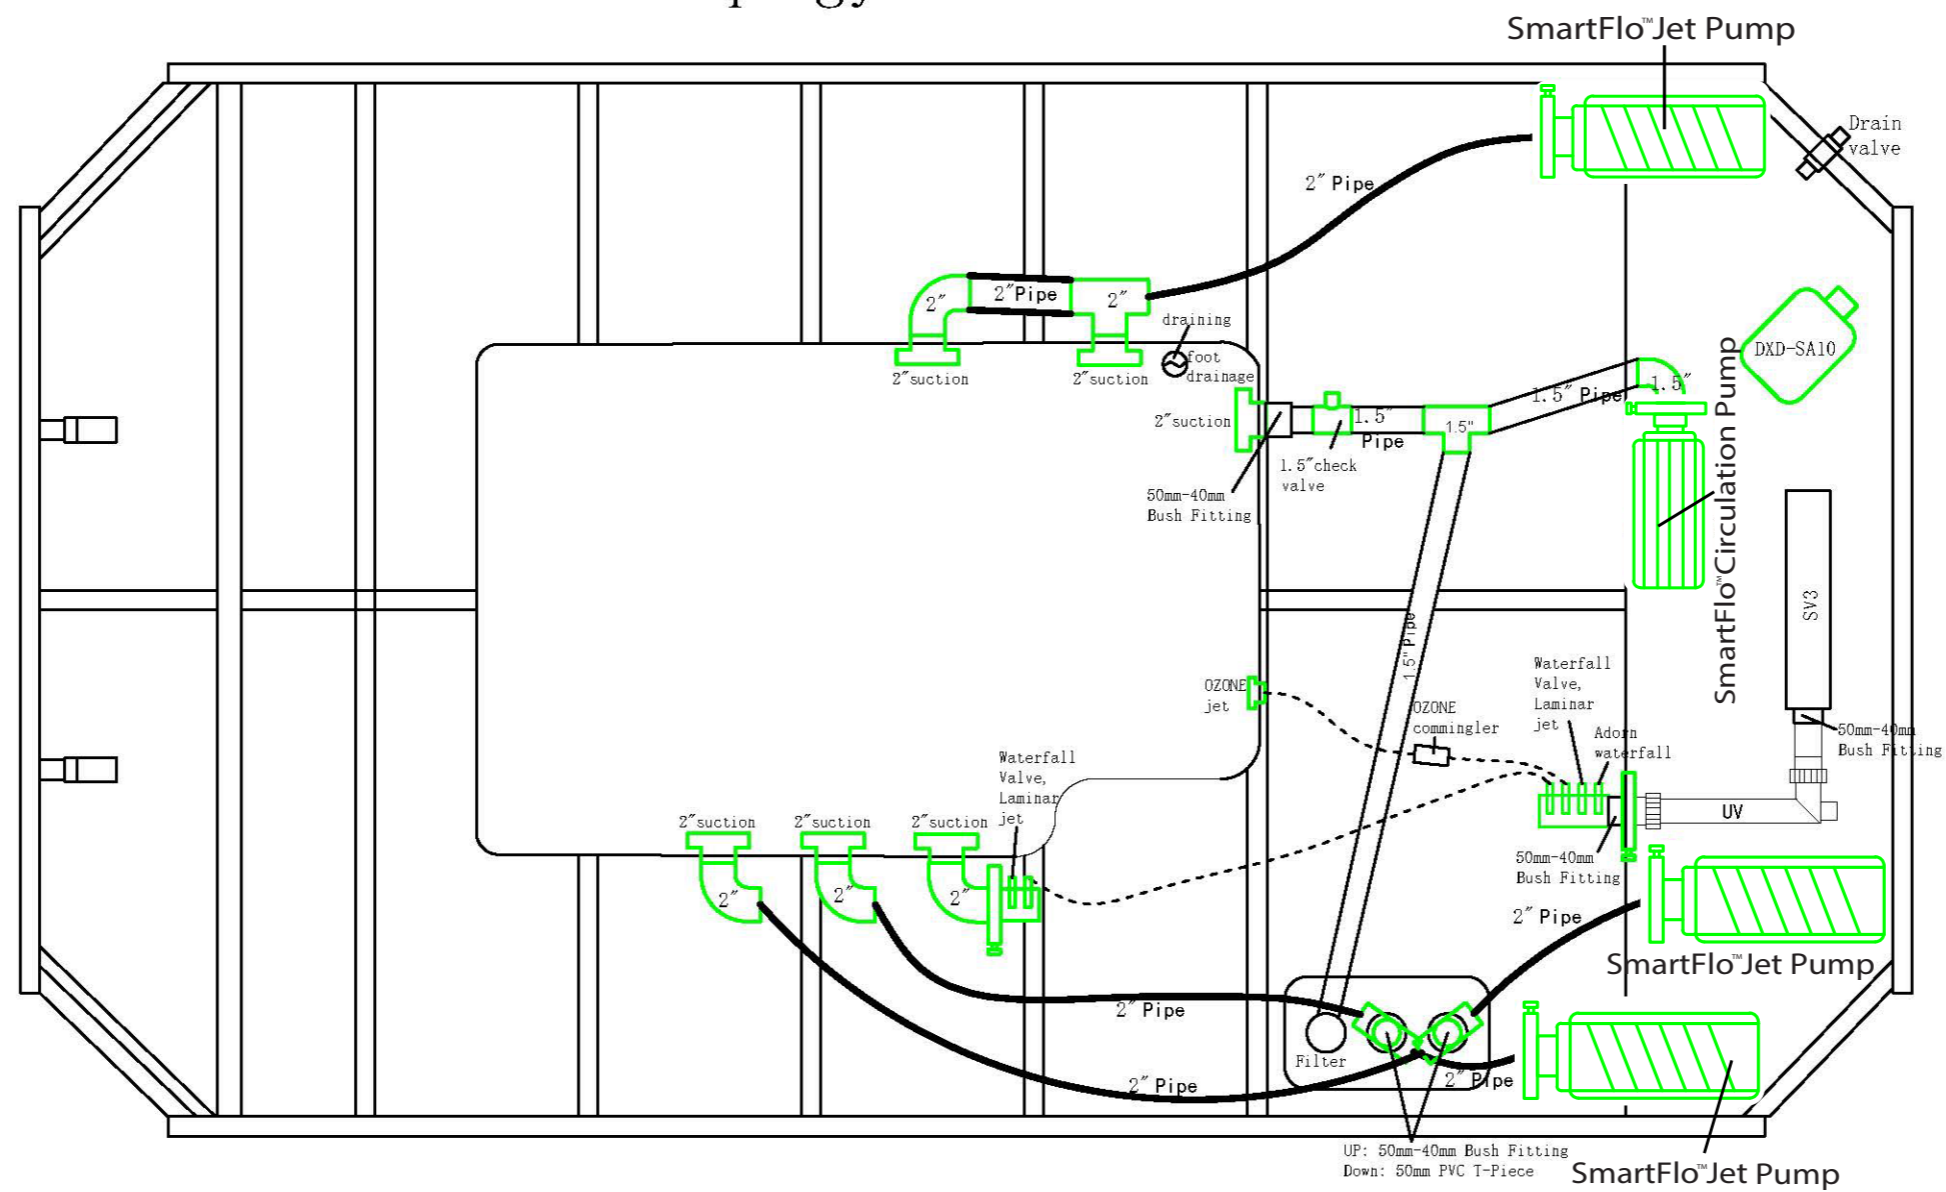 SmartFlo™Jet Pump
Drain
valve
2″ Pipe
2″
2″Pipe
2″
draining
foot
drainage
2″suction
2″suction
DXD-SA10
SmartFlo™Circulation Pump
1.5″ Pipe
1.5″
2″suction
1.5″
Pipe
1.5"
1.5″check
valve
50mm-40mm
Bush Fitting
SV3
1.5" Pipe
OZONE
jet
OZONE
commingler
Waterfall
Valve,
Laminar
jet
Adorn
waterfall
50mm-40mm
Bush Fitting
Waterfall
Valve,
Laminar
jet
UV
2″suction
2″suction
2″suction
50mm-40mm
Bush Fitting
2″
2″
2″
2″ Pipe
SmartFlo™Jet Pump
2″ Pipe
Filter
2″ Pipe
2″ Pipe
UP: 50mm-40mm Bush Fitting
Down: 50mm PVC T-Piece
SmartFlo™Jet Pump